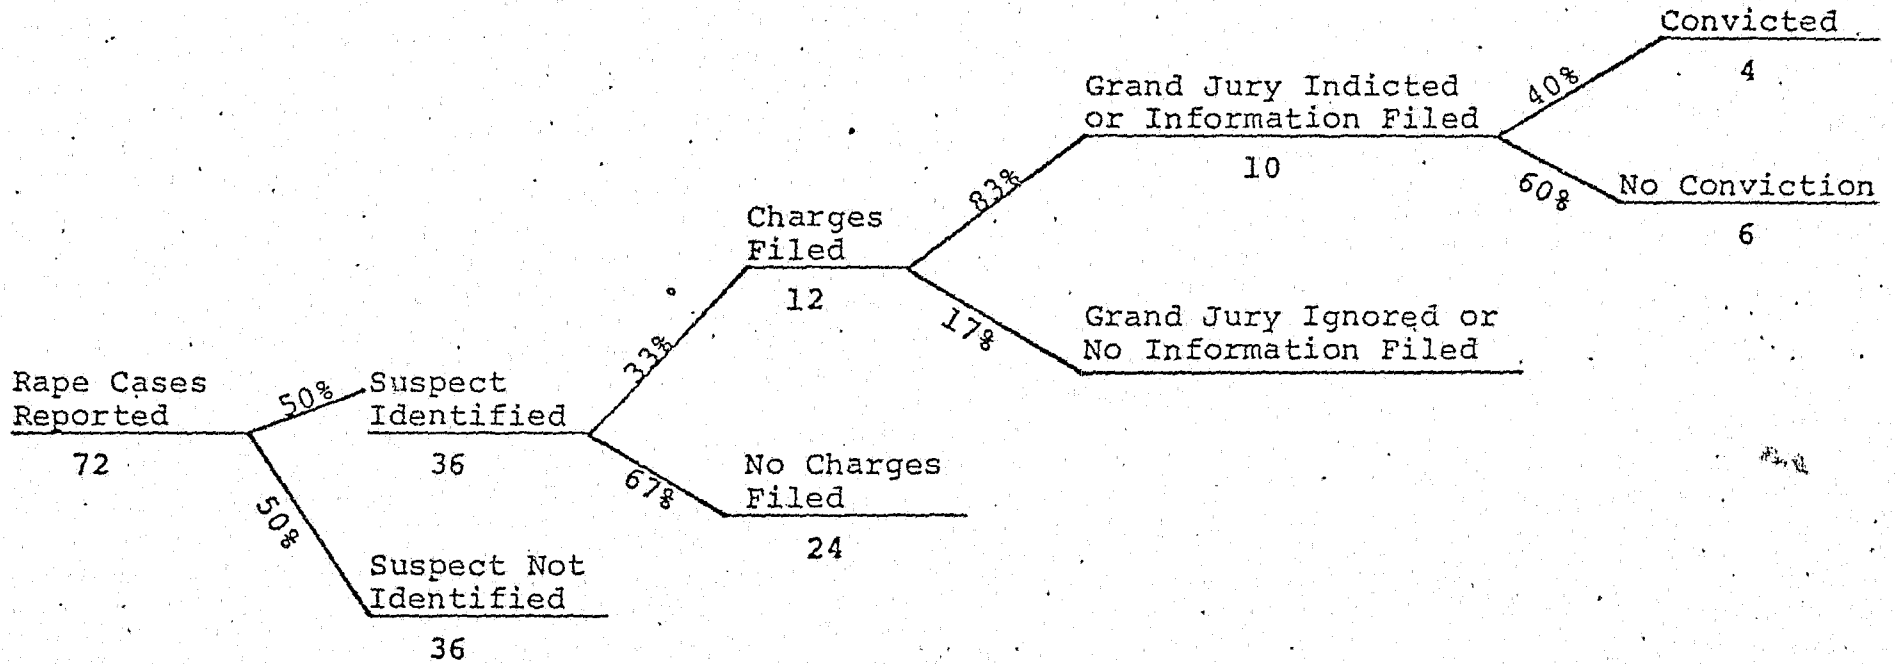 Rape Cases
Reported
72
50%
50%
Suspect
Identified
36
Suspect Not
Identified
36
33%
67%
Charges
Filed
12
No Charges
Filed
24
83%
17%
Grand Jury Indicted
or Information Filed
10
Grand Jury Ignored or
No Information Filed
40%
60%
Convicted
4
No Conviction
6